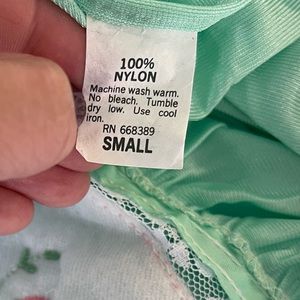 100%
NYLON
Machine wash warm.
No bleach. Tumble
dry low. Use cool
iron.
RN 668389
SMALL